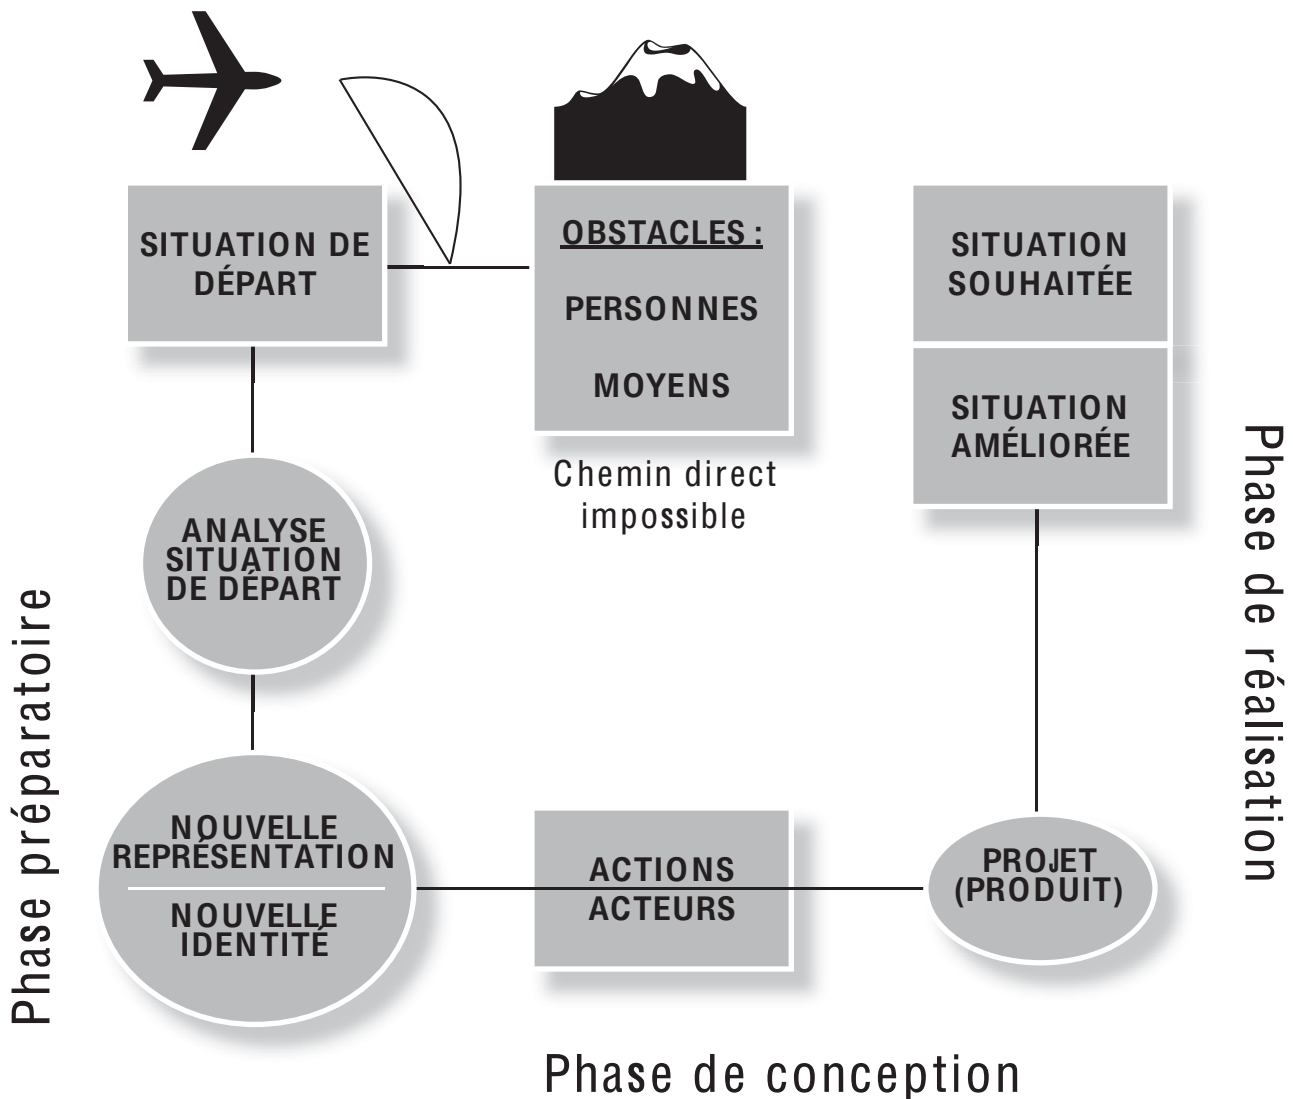 SITUATION DE
DÉPART
OBSTACLES :
PERSONNES
MOYENS
Chemin direct
impossible
SITUATION
SOUHAITÉE
SITUATION
AMÉLIORÉE
ANALYSE
SITUATION
DE DÉPART
Phase préparatoire
NOUVELLE
REPRÉSENTATION
NOUVELLE
IDENTITÉ
ACTIONS
ACTEURS
PROJET
(PRODUIT)
Phase de réalisation
Phase de conception